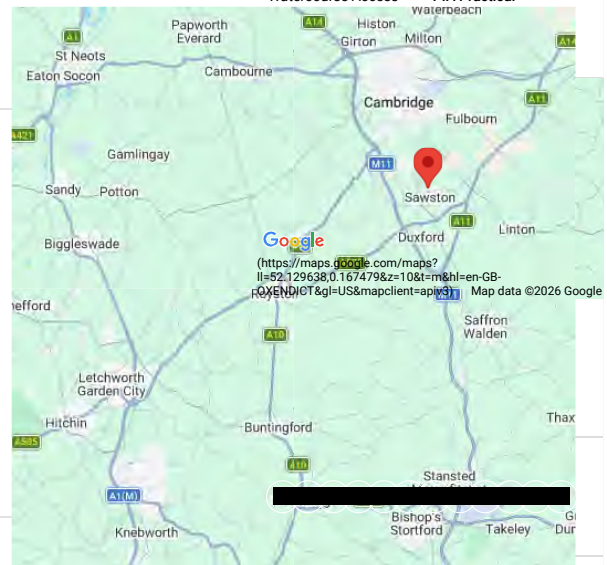 Waterbeach
Papworth
Everard
A14
Histon
Girton
Milton
A1
A14
St Neots
Eaton Socon
Cambourne
Cambridge
A11
Fulbourn
A421
Gamlingay
M11
Sandy
Potton
Sawston
A11
Linton
Biggleswade
Google
Duxford
(https://maps.google.com/maps?
ll=52.129638,0.167479&z=10&t=m&hl=en-GB-
OXENDICT&gl=US&mapclient=apiv3)
Map data ©2026 Google
Royston
M11
hefford
Saffron
Walden
A10
Letchworth
Garden City
Hitchin
Thax
Buntingford
A505
A10
Stansted
A1(M)
Bishop's
Stortford
Takeley
Knebworth